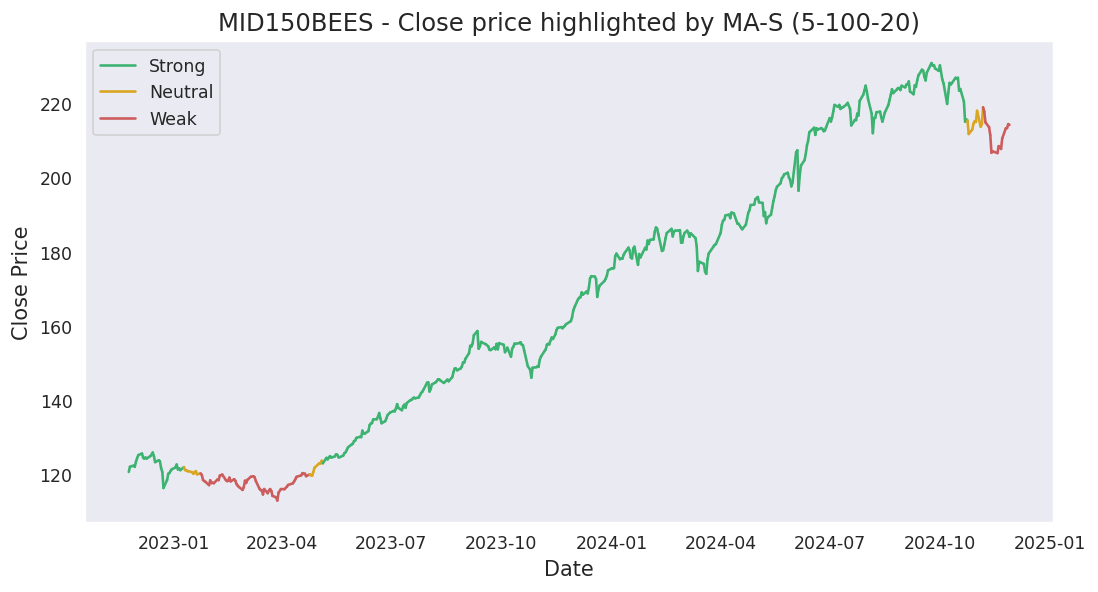 MID150BEES - Close price highlighted by MA-S (5-100-20)
Strong
Neutral
Weak
Close Price
220
200
180
160
140
120
2023-01 2023-04 2023-07 2023-10 2024-01 2024-04 2024-07 2024-10 2025-01
Date